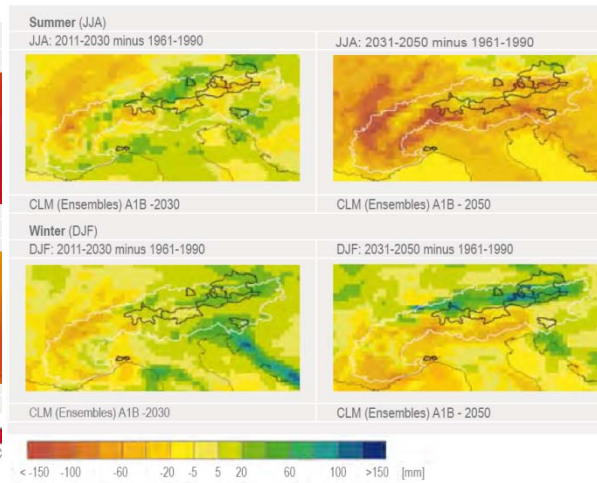 Summer (JJA)
JJA: 2011-2030 minus 1961-1990
JJA: 2031-2050 minus 1961-1990
CLM (Ensembles) A1B -2030
CLM (Ensembles) A1B - 2050
Winter (DJF)
DJF: 2011-2030 minus 1961-1990
DJF: 2031-2050 minus 1961-1990
CLM (Ensembles) A1B -2030
CLM (Ensembles) A1B - 2050
< -150 -100 -60 -20 -5 5 20 60 100 >150 [mm]